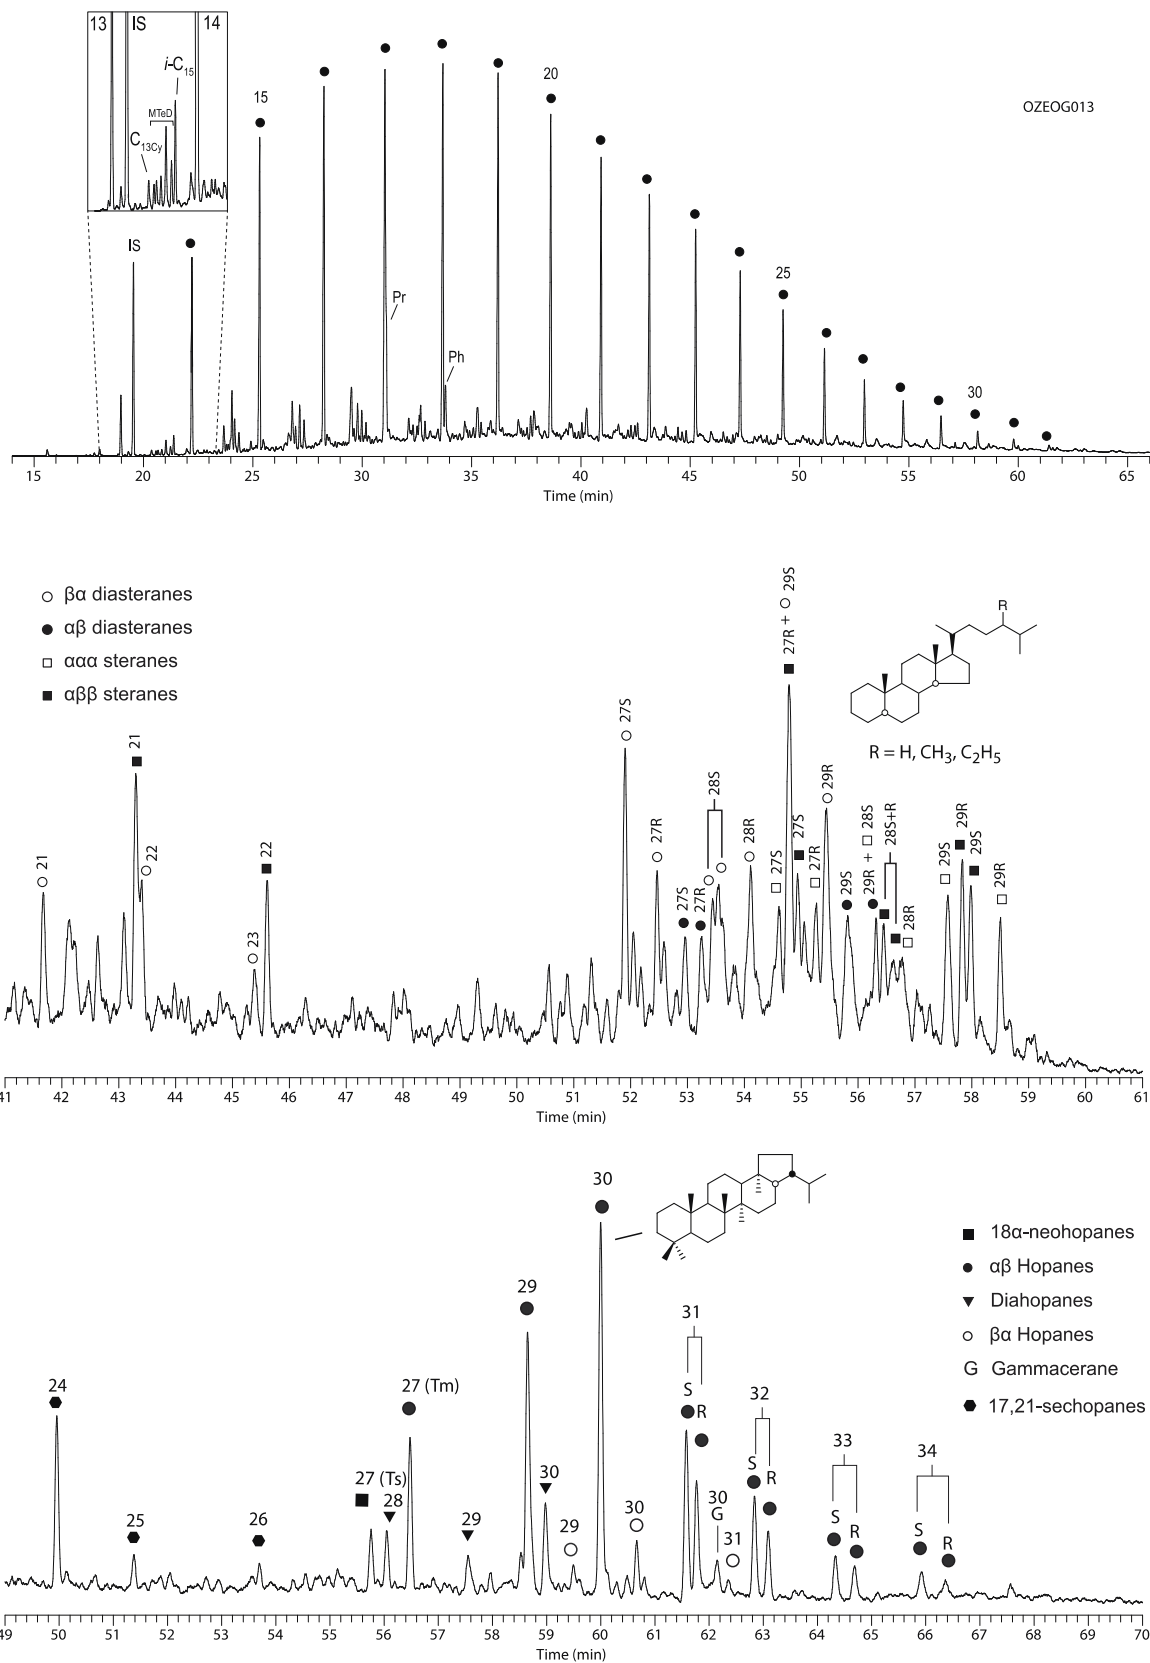 13 IS 14
i-C15
MTeD
C13Cy
15
20
OZEOG013
IS
Pr
Ph
25
30
15 20 25 30 35 40 45 50 55 60 65
Time (min)
βα diasteranes
αβ diasteranes
ααα steranes
αββ steranes
21
21
22
23
22
27S
27R
27S
27R
28S
28R
27S
27R + 29S
27S
27R
29R
29S
29R + 28S
28S+R
28R
29S
29R
29S
29R
R
R = H, CH3, C2H5
41 42 43 44 45 46 47 48 49 50 51 52 53 54 55 56 57 58 59 60 61
Time (min)
30
29
24
25
26
27 (Ts)
28
27 (Tm)
29
30
29
30
31
S
R
30
G
31
32
S
R
33
S
R
34
S
R
18α-neohopanes
αβ Hopanes
Diahopanes
βα Hopanes
G Gammacerane
17,21-sechopanes
49 50 51 52 53 54 55 56 57 58 59 60 61 62 63 64 65 66 67 68 69 70
Time (min)